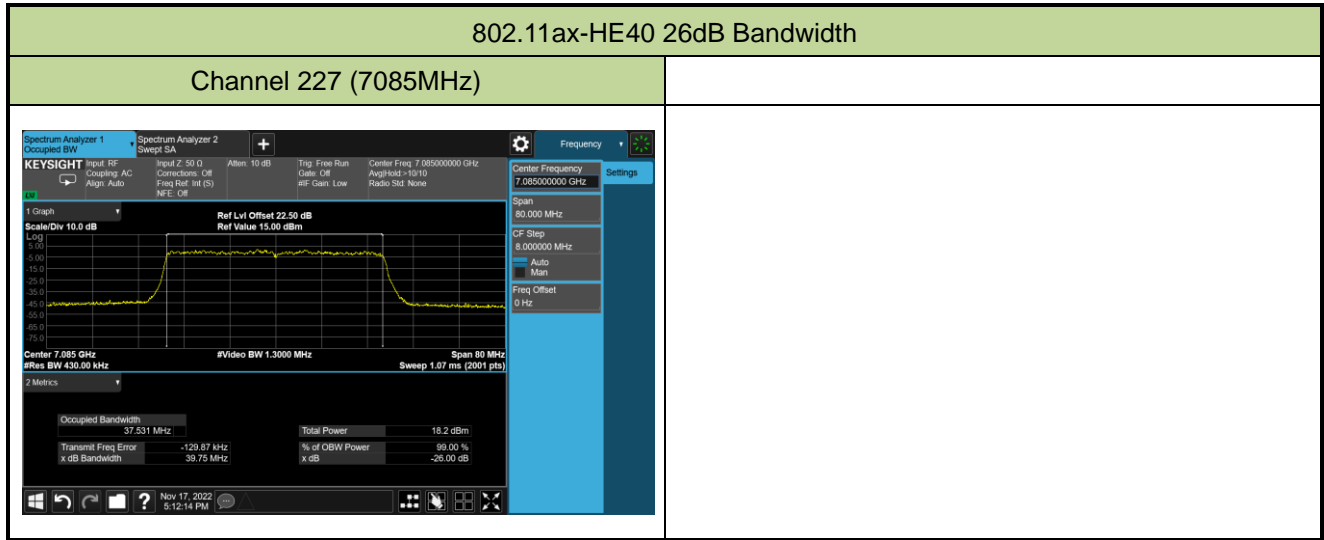 802.11ax-HE40 26dB Bandwidth
Channel 227 (7085MHz)
Spectrum Analyzer 1
Occupied BW
Spectrum Analyzer 2
Swept SA
+
Frequency
KEYSIGHT
Input: RF
Coupling: AC
Align: Auto
Input Z: 50 Ω
Corrections: Off
Freq Ref: Int (S)
NFE: Off
Atten: 10 dB
Trig: Free Run
Gate: Off
#IF Gain: Low
Center Freq: 7.085000000 GHz
Avg|Hold:>10/10
Radio Std: None
LXI
Center Frequency
7.085000000 GHz
Settings
Span
80.000 MHz
CF Step
8.000000 MHz
Auto
Man
Freq Offset
0 Hz
1 Graph
Scale/Div 10.0 dB
Ref Lvl Offset 22.50 dB
Ref Value 15.00 dBm
Log
5.00
-5.00
-15.0
-25.0
-35.0
-45.0
-55.0
-65.0
-75.0
Center 7.085 GHz
#Res BW 430.00 kHz
#Video BW 1.3000 MHz
Span 80 MHz
Sweep 1.07 ms (2001 pts)
2 Metrics
Occupied Bandwidth
37.531 MHz
Total Power 18.2 dBm
Transmit Freq Error -129.87 kHz
% of OBW Power 99.00 %
x dB Bandwidth 39.75 MHz
x dB -26.00 dB
?
Nov 17, 2022
5:12:14 PM